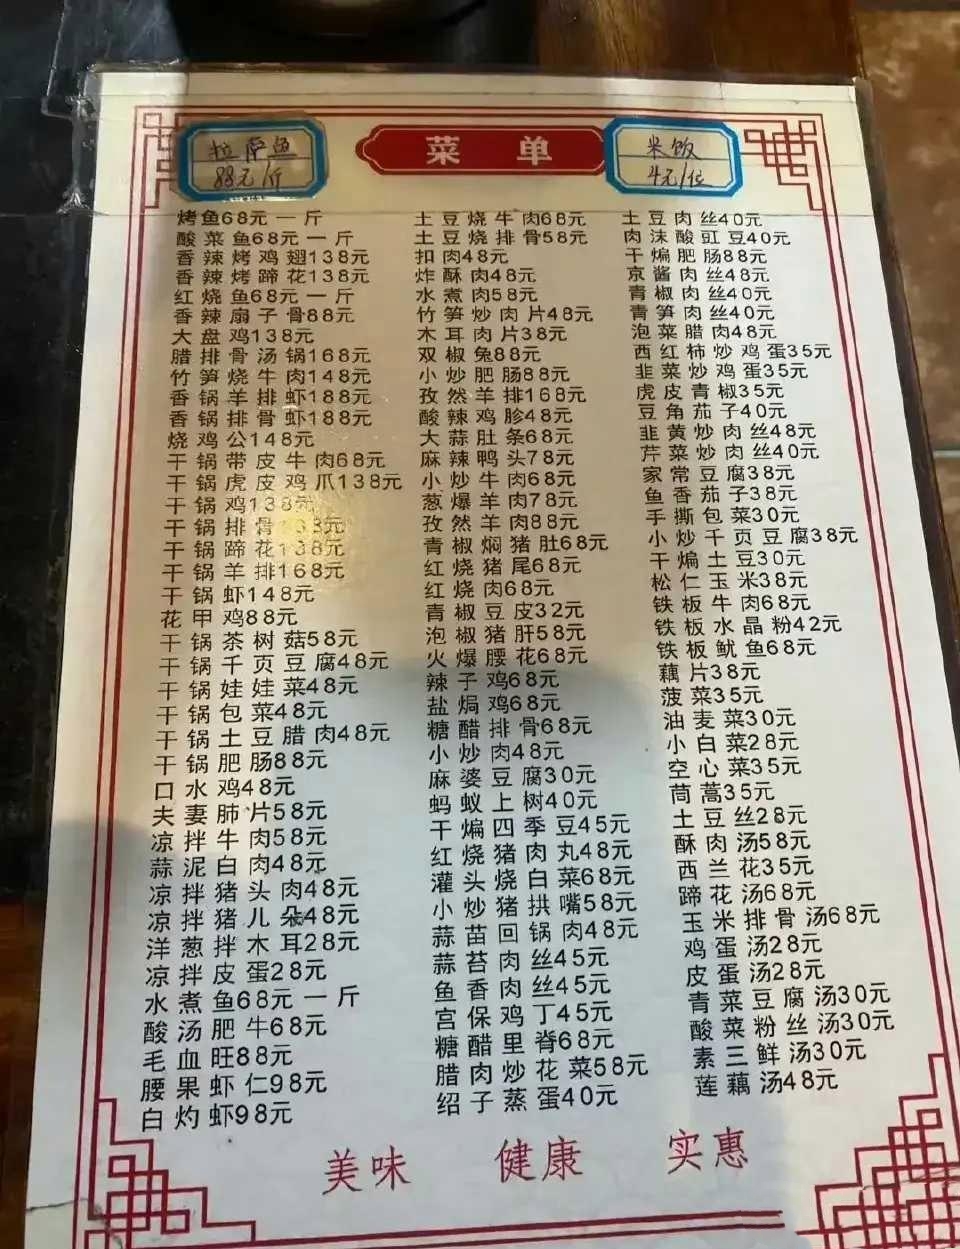 拉萨鱼
88元/斤
菜单
米饭
4元/位
烤鱼68元一斤
酸菜鱼68元一斤
香辣烤鸡翅138元
香辣烤蹄花138元
红烧鱼68元一斤
香辣扇子骨88元
大盘鸡138元
腊排骨汤锅168元
竹笋烧牛肉148元
香锅羊排虾188元
香锅排骨虾188元
烧鸡公148元
干锅带皮牛肉68元
干锅虎皮鸡爪138元
干锅鸡138元
干锅排骨138元
干锅蹄花138元
干锅羊排168元
干锅虾148元
花甲鸡88元
干锅茶树菇58元
干锅千页豆腐48元
干锅娃娃菜48元
干锅包菜48元
干锅土豆腊肉48元
干锅肥肠88元
口水鸡48元
夫妻肺片58元
凉拌牛肉58元
蒜泥白肉48元
凉拌猪头肉48元
凉拌猪儿朵48元
洋葱拌木耳28元
凉拌皮蛋28元
水煮鱼68元一斤
酸汤肥牛68元
毛血旺88元
腰果虾仁98元
白灼虾98元
土豆烧牛肉68元
土豆烧排骨58元
扣肉48元
炸酥肉48元
水煮肉58元
竹笋炒肉片48元
木耳肉片38元
双椒兔88元
小炒肥肠88元
孜然羊排168元
酸辣鸡胗48元
大蒜肚条68元
麻辣鸭头78元
小炒牛肉68元
葱爆羊肉78元
孜然羊肉88元
青椒焖猪肚68元
红烧猪尾68元
红烧肉68元
青椒豆皮32元
泡椒猪肝58元
火爆腰花68元
辣子鸡68元
盐焗鸡68元
糖醋排骨68元
小炒肉48元
麻婆豆腐30元
蚂蚁上树40元
干煸四季豆45元
红烧猪肉丸48元
灌头烧白菜68元
小炒猪拱嘴58元
蒜苗回锅肉48元
蒜苔肉丝45元
鱼香肉丝45元
宫保鸡丁45元
糖醋里脊68元
腊肉炒花菜58元
绍子蒸蛋40元
土豆肉丝40元
肉沫酸豇豆40元
干煸肥肠88元
京酱肉丝48元
青椒肉丝40元
青笋肉丝40元
泡菜腊肉48元
西红柿炒鸡蛋35元
韭菜炒鸡蛋35元
虎皮青椒35元
豆角茄子40元
韭黄炒肉丝48元
芹菜炒肉丝40元
家常豆腐38元
鱼香茄子38元
手撕包菜30元
小炒千页豆腐38元
干煸土豆30元
松仁玉米38元
铁板牛肉68元
铁板水晶粉42元
铁板鱿鱼68元
藕片38元
菠菜35元
油麦菜30元
小白菜28元
空心菜35元
茼蒿35元
土豆丝28元
酥肉汤58元
西兰花35元
蹄花汤68元
玉米排骨汤68元
鸡蛋汤28元
皮蛋汤28元
青菜豆腐汤30元
酸菜粉丝汤30元
素三鲜汤30元
莲藕汤48元
美味 健康 实惠